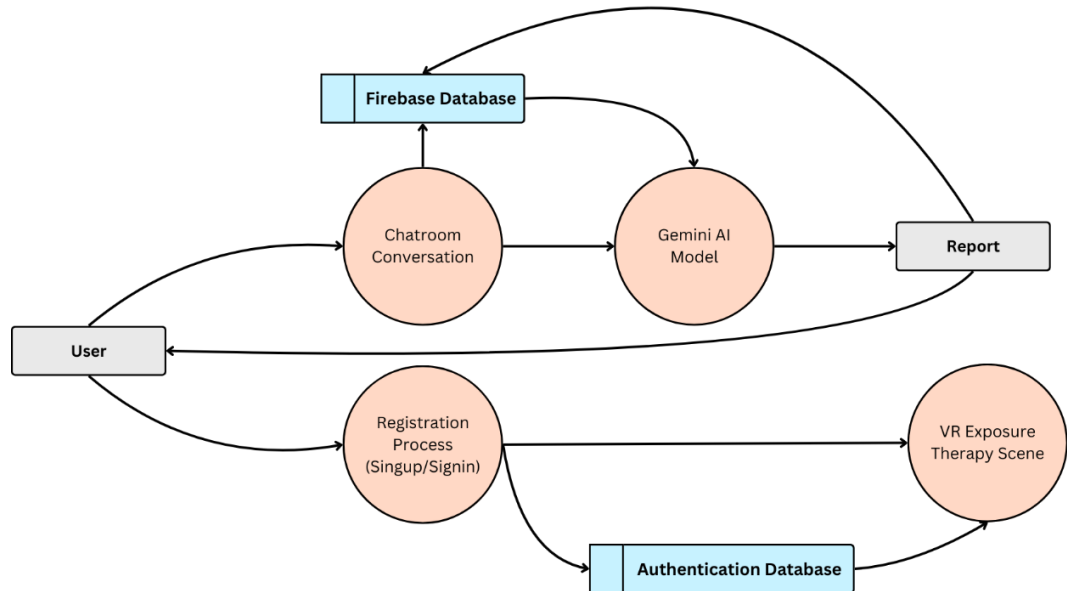 Firebase Database
Chatroom
Conversation
Gemini AI
Model
Report
User
Registration
Process
(Singup/Signin)
VR Exposure
Therapy Scene
Authentication Database